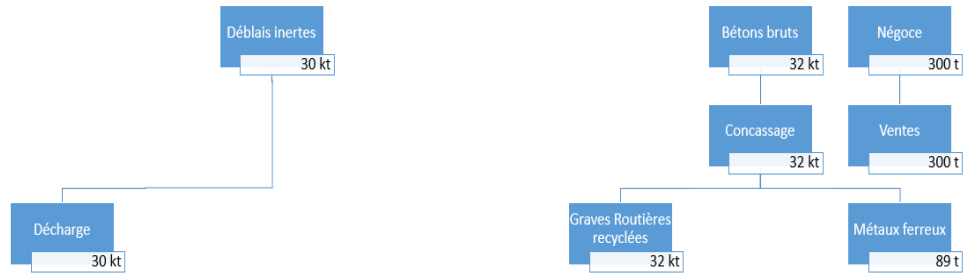 Déblais inertes
30 kt
Bétons bruts
32 kt
Négoce
300 t
Concassage
32 kt
Ventes
300 t
Décharge
30 kt
Graves Routières
recyclées
32 kt
Métaux ferreux
89 t